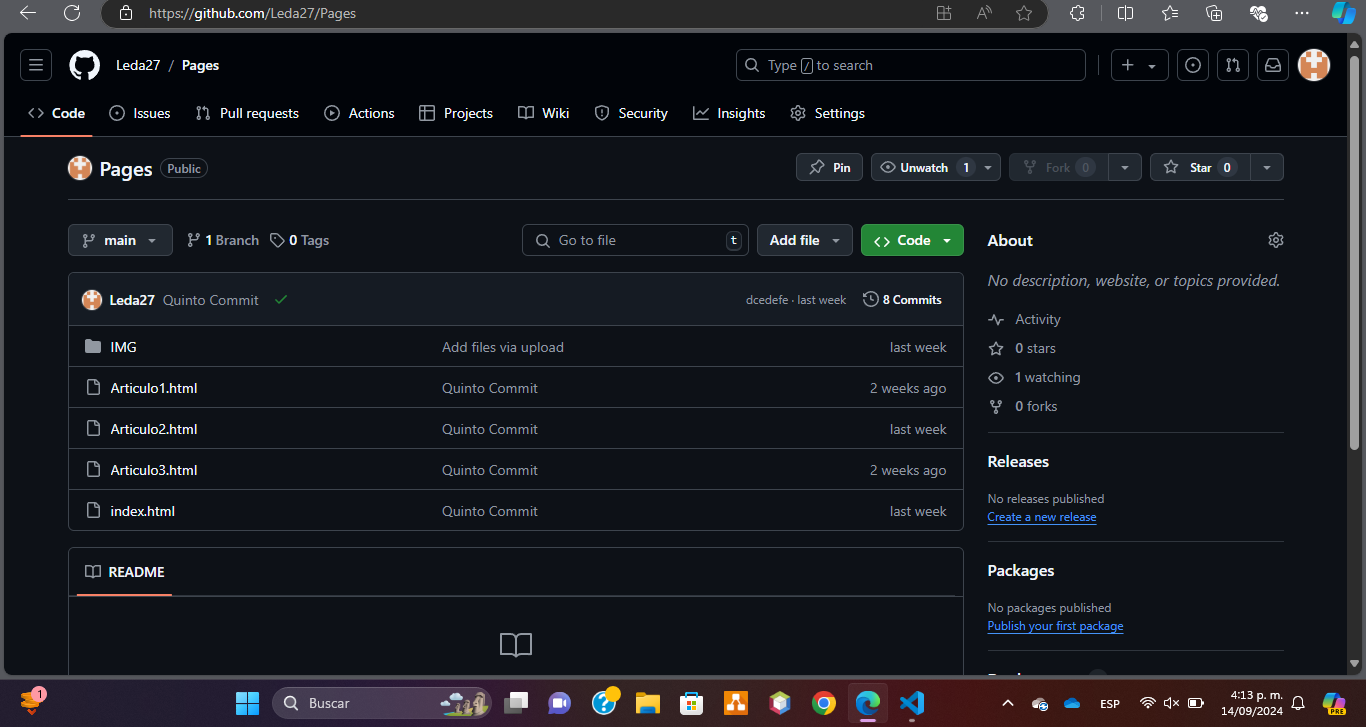 https://github.com/Leda27/Pages
Leda27 / Pages
Type / to search
Code Issues Pull requests Actions Projects Wiki Security Insights Settings
Pages Public
Pin Unwatch 1 Fork 0 Star 0
main 1 Branch 0 Tags
Go to file t Add file Code
About
No description, website, or topics provided.
Leda27 Quinto Commit dcedefe · last week 8 Commits
IMG Add files via upload last week
Articulo1.html Quinto Commit 2 weeks ago
Articulo2.html Quinto Commit last week
Articulo3.html Quinto Commit 2 weeks ago
index.html Quinto Commit last week
README
Activity
0 stars
1 watching
0 forks
Releases
No releases published
Create a new release
Packages
No packages published
Publish your first package
1
Buscar
ESP
4:13 p. m.
14/09/2024
PRE